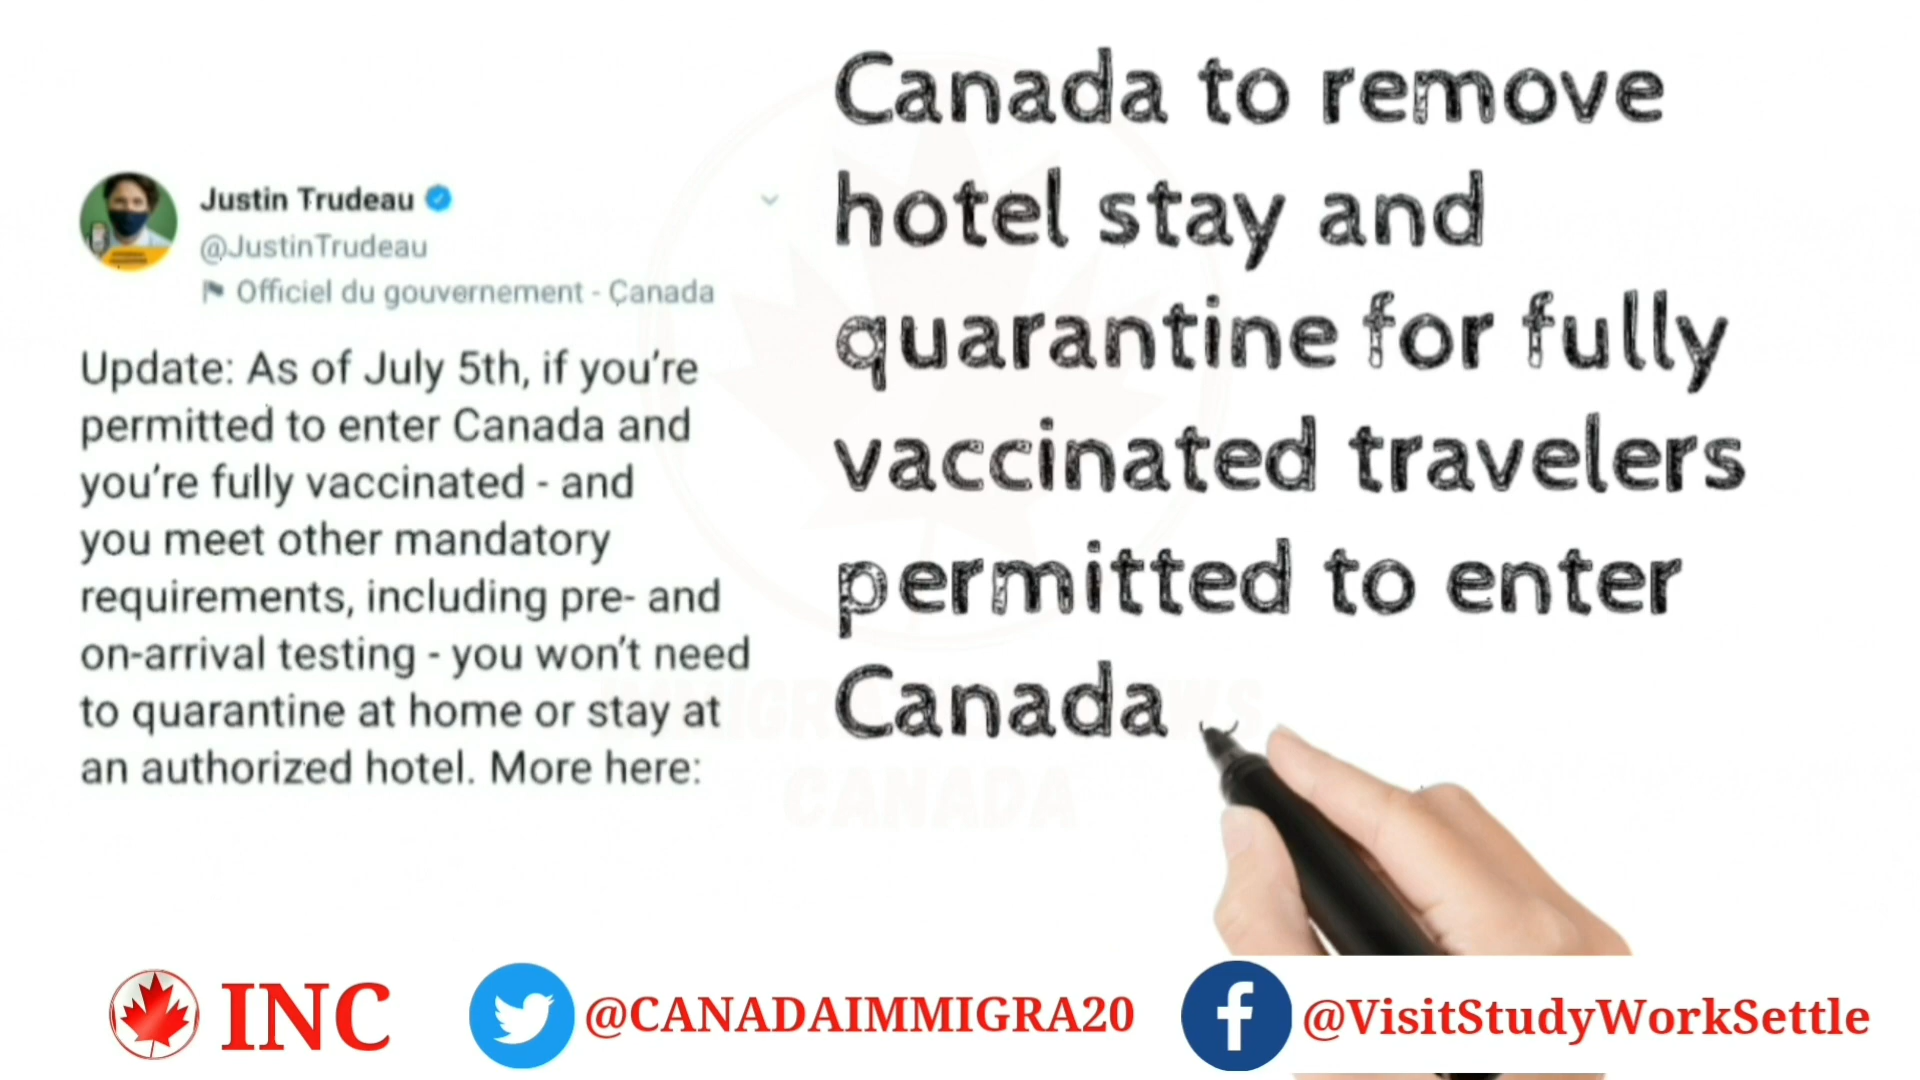 Justin Trudeau
@JustinTrudeau
Officiel du gouvernement - Canada
Update: As of July 5th, if you're
permitted to enter Canada and
you're fully vaccinated - and
you meet other mandatory
requirements, including pre- and
on-arrival testing - you won't need
to quarantine at home or stay at
an authorized hotel. More here:
Canada to remove
hotel stay and
quarantine for fully
vaccinated travelers
permitted to enter
Canada
CANADA
INC
@CANADAIMMIGRA20
@VisitStudyWorkSettle